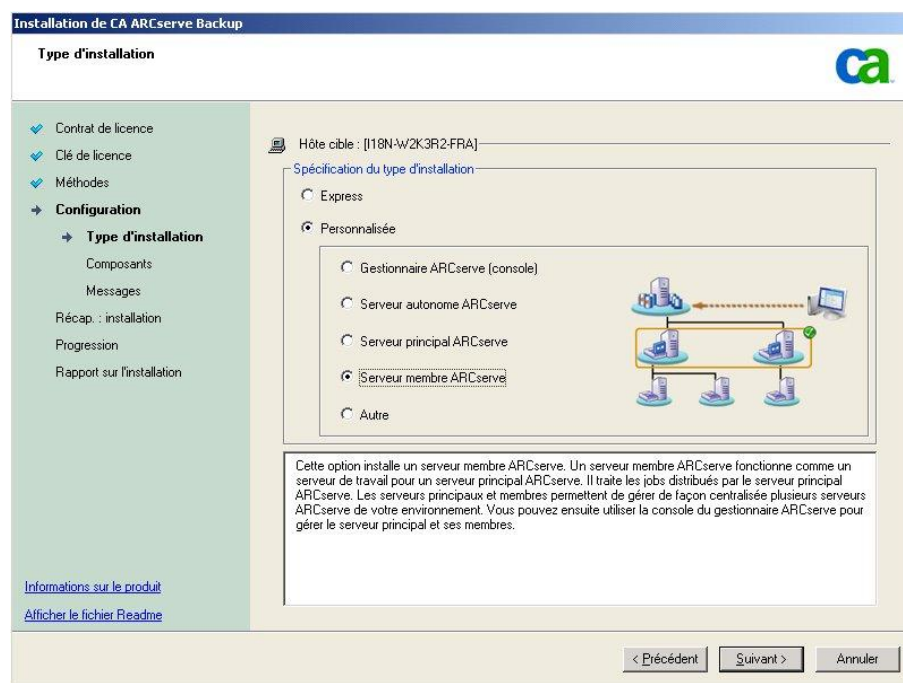 Installation de CA ARCserve Backup
Type d'installation
ca
Contrat de licence
Clé de licence
Méthodes
Configuration
Type d'installation
Composants
Messages
Récap. : installation
Progression
Rapport sur l'installation
Informations sur le produit
Afficher le fichier Readme
Hôte cible : [I18N-W2K3R2-FRA]
Spécification du type d'installation
Express
Personnalisée
Gestionnaire ARCserve (console)
Serveur autonome ARCserve
Serveur principal ARCserve
Serveur membre ARCserve
Autre
Cette option installe un serveur membre ARCserve. Un serveur membre ARCserve fonctionne comme un
serveur de travail pour un serveur principal ARCserve. Il traite les jobs distribués par le serveur principal
ARCserve. Les serveurs principaux et membres permettent de gérer de façon centralisée plusieurs serveurs
ARCserve de votre environnement. Vous pouvez ensuite utiliser la console du gestionnaire ARCserve pour
gérer le serveur principal et ses membres.
< Précédent
Suivant >
Annuler